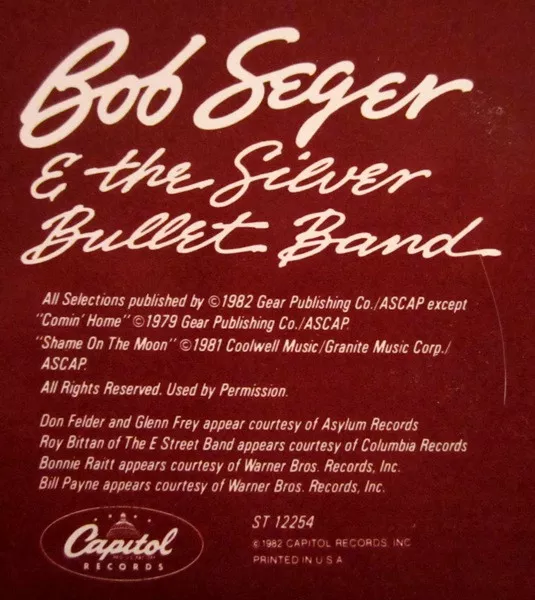 Bob Seger
& the Silver
Bullet Band
All Selections published by ©1982 Gear Publishing Co./ASCAP except
"Comin' Home" ©1979 Gear Publishing Co./ASCAP.
"Shame On The Moon" ©1981 Coolwell Music/Granite Music Corp./
ASCAP.
All Rights Reserved. Used by Permission.
Don Felder and Glenn Frey appear courtesy of Asylum Records
Roy Bittan of The E Street Band appears courtesy of Columbia Records
Bonnie Raitt appears courtesy of Warner Bros. Records, Inc.
Bill Payne appears courtesy of Warner Bros. Records, Inc.
Capitol
RECORDS
ST 12254
©1982 CAPITOL RECORDS, INC.
PRINTED IN U.S.A.